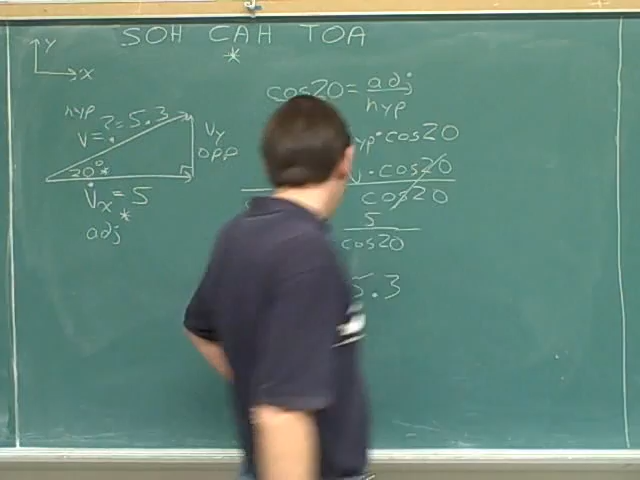 SOH CAH TOA
*
Y
X
cos20 = adj/hyp
hyp
V = ? = 5.3
Vy
opp
20° *
Vx = 5
*
adj
hyp · cos20
V · cos20
cos20
5
cos20
5.3